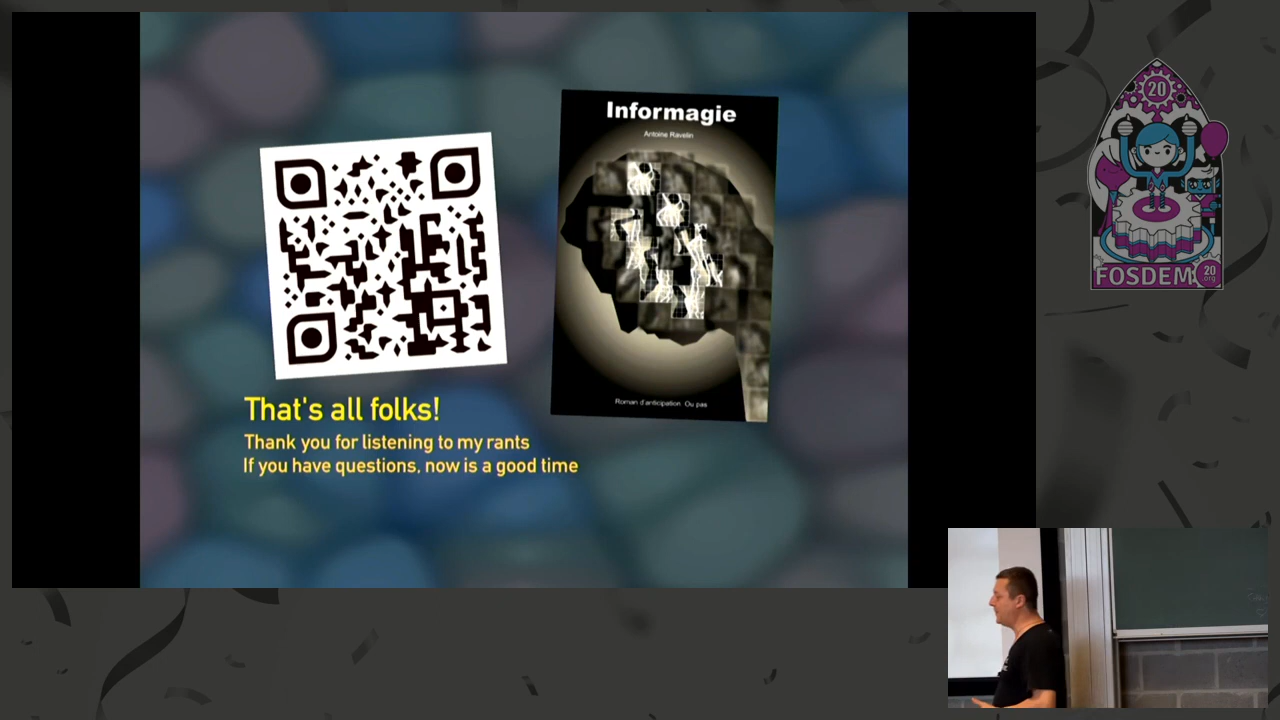 Informagie
Antoine Ravelin
Roman d'anticipation Ou pas
That's all folks!
Thank you for listening to my rants
If you have questions, now is a good time
20
FOSDEM
20
.org